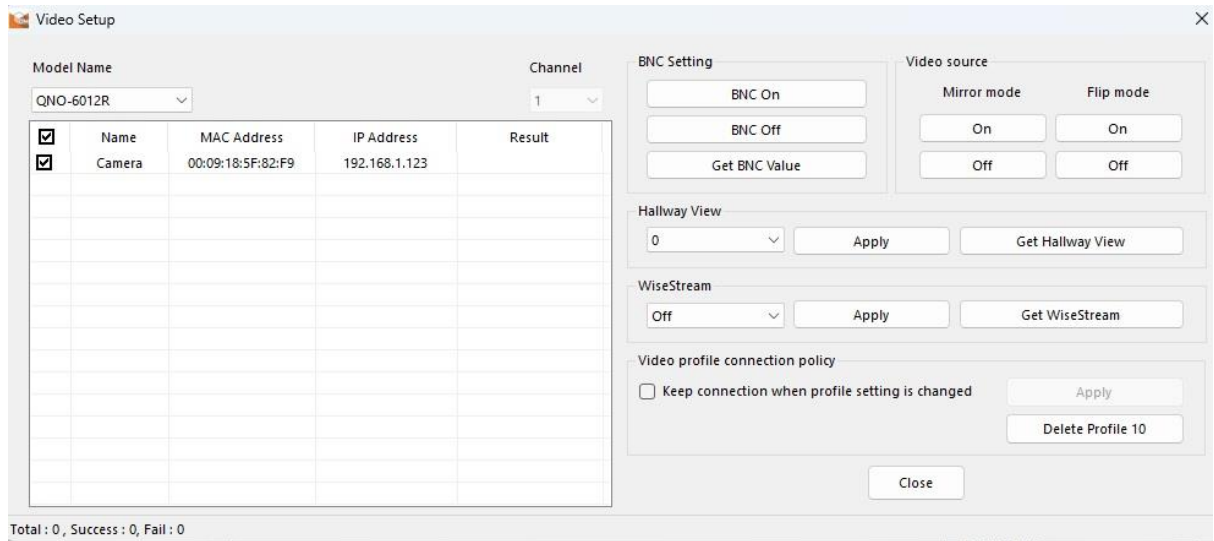 Video Setup
Model Name
Channel
QNO-6012R
1
Name MAC Address IP Address Result
Camera 00:09:18:5F:82:F9 192.168.1.123
BNC Setting
BNC On
BNC Off
Get BNC Value
Video source
Mirror mode Flip mode
On On
Off Off
Hallway View
0 Apply Get Hallway View
WiseStream
Off Apply Get WiseStream
Video profile connection policy
Keep connection when profile setting is changed Apply
Delete Profile 10
Close
Total : 0 , Success : 0, Fail : 0